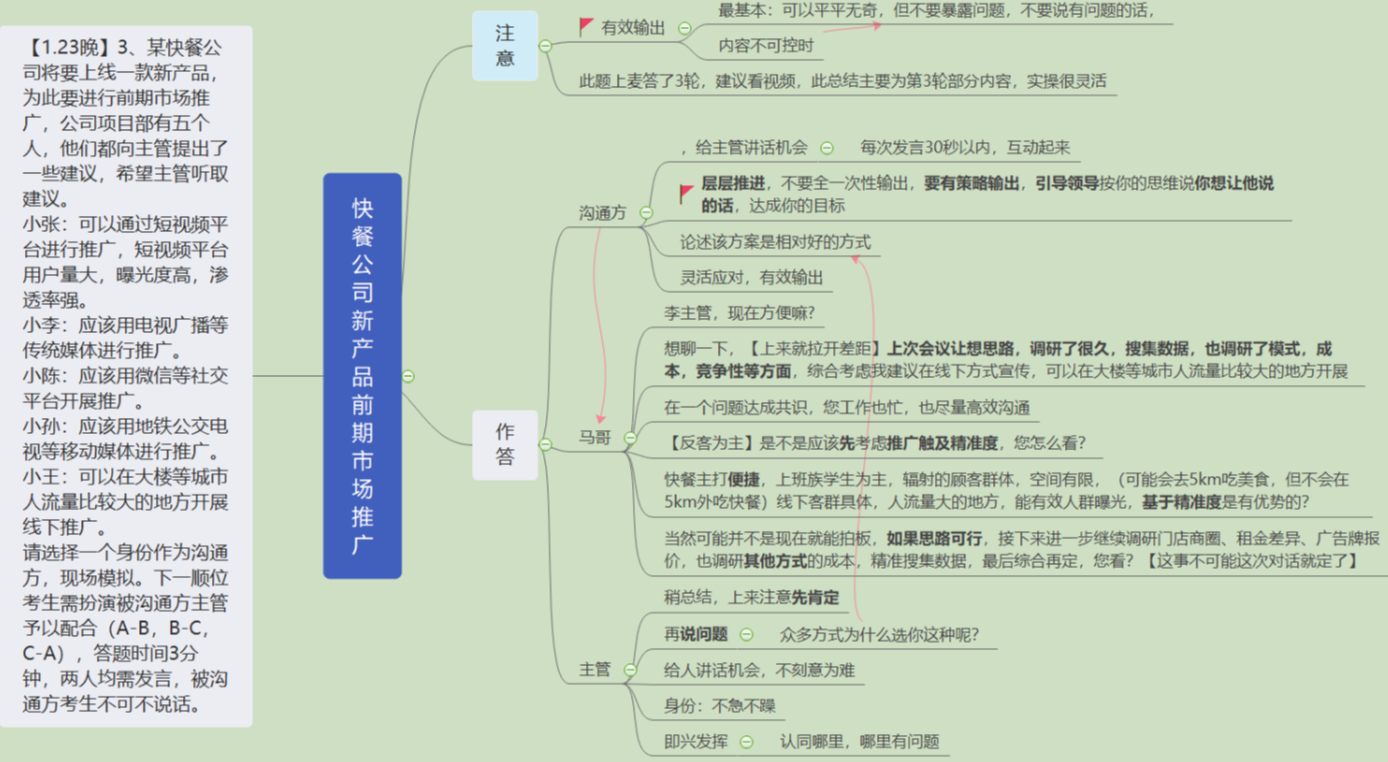 【1.23晚】3、某快餐公
司将要上线一款新产品，
为此要进行前期市场推
广，公司项目部有五个
人，他们都向主管提出了
一些建议，希望主管听取
建议。
小张：可以通过短视频平
台进行推广，短视频平台
用户量大，曝光度高，渗
透率强。
小李：应该用电视广播等
传统媒体进行推广。
小陈：应该用微信等社交
平台开展推广。
小孙：应该用地铁公交电
视等移动媒体进行推广。
小王：可以在大楼等城市
人流量比较大的地方开展
线下推广。
请选择一个身份作为沟通
方，现场模拟。下一顺位
考生需扮演被沟通方主管
予以配合（A-B，B-C，
C-A），答题时间3分
钟，两人均需发言，被沟
通方考生不可不说话。
快餐公司新产品前期市场推广
注意
有效输出
最基本：可以平平无奇，但不要暴露问题，不要说有问题的话，
内容不可控时
此题上麦答了3轮，建议看视频，此总结主要为第3轮部分内容，实操很灵活
作答
沟通方
，给主管讲话机会
每次发言30秒以内，互动起来
层层推进，不要全一次性输出，要有策略输出，引导领导按你的思维说你想让他说
的话，达成你的目标
论述该方案是相对好的方式
灵活应对，有效输出
马哥
李主管，现在方便嘛？
想聊一下，【上来就拉开差距】上次会议让想思路，调研了很久，搜集数据，也调研了模式，成
本，竞争性等方面，综合考虑我建议在线下方式宣传，可以在大楼等城市人流量比较大的地方开展
在一个问题达成共识，您工作也忙，也尽量高效沟通
【反客为主】是不是应该先考虑推广触及精准度，您怎么看？
快餐主打便捷，上班族学生为主，辐射的顾客群体，空间有限，（可能会去5km吃美食，但不会在
5km外吃快餐）线下客群具体，人流量大的地方，能有效人群曝光，基于精准度是有优势的？
当然可能并不是现在就能拍板，如果思路可行，接下来进一步继续调研门店商圈、租金差异、广告牌报
价，也调研其他方式的成本，精准搜集数据，最后综合再定，您看？【这事不可能这次对话就定了】
主管
稍总结，上来注意先肯定
再说问题
众多方式为什么选你这种呢？
给人讲话机会，不刻意为难
身份：不急不躁
即兴发挥
认同哪里，哪里有问题